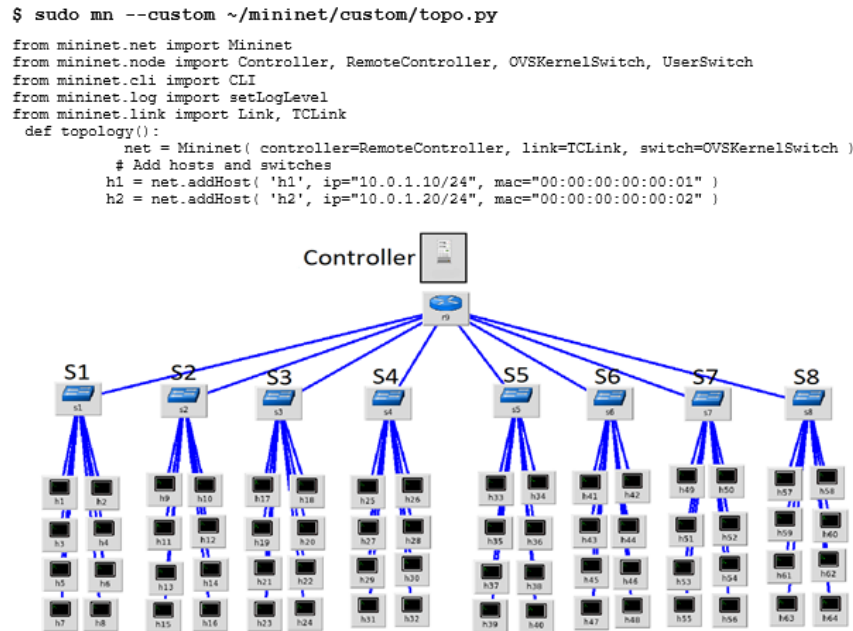 $ sudo mn --custom ~/mininet/custom/topo.py
from mininet.net import Mininet
from mininet.node import Controller, RemoteController, OVSKernelSwitch, UserSwitch
from mininet.cli import CLI
from mininet.log import setLogLevel
from mininet.link import Link, TCLink
def topology():
net = Mininet( controller=RemoteController, link=TCLink, switch=OVSKernelSwitch )
# Add hosts and switches
h1 = net.addHost( 'h1', ip="10.0.1.10/24", mac="00:00:00:00:00:01" )
h2 = net.addHost( 'h2', ip="10.0.1.20/24", mac="00:00:00:00:00:02" )
Controller
r9
S1 S2 S3 S4 S5 S6 S7 S8
s1 s2 s3 s4 s5 s6 s7 s8
h1 h2 h9 h10 h17 h18 h25 h26 h33 h34 h41 h42 h49 h50 h57 h58
h3 h4 h11 h12 h19 h20 h27 h28 h35 h36 h43 h44 h51 h52 h59 h60
h5 h6 h13 h14 h21 h22 h29 h30 h37 h38 h45 h46 h53 h54 h61 h62
h7 h8 h15 h16 h23 h24 h31 h32 h39 h40 h47 h48 h55 h56 h63 h64